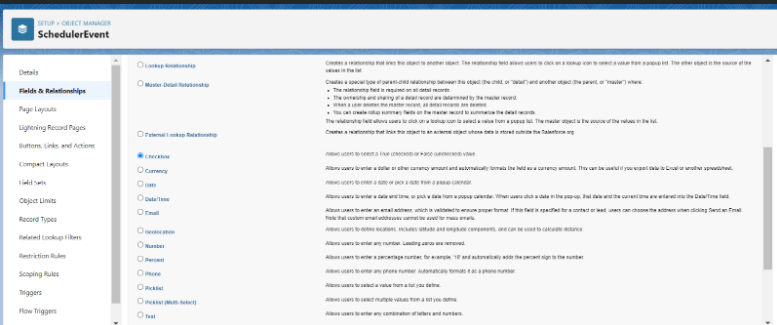 SETUP > OBJECT MANAGER
SchedulerEvent
Details
Fields & Relationships
Page Layouts
Lightning Record Pages
Buttons, Links, and Actions
Compact Layouts
Field Sets
Object Limits
Record Types
Related Lookup Filters
Restriction Rules
Scoping Rules
Triggers
Flow Triggers
Lookup Relationship
Creates a relationship that links this object to another object. The relationship field allows users to click on a lookup icon to select a value from a popup list. The other object is the source of the
values in the list.
Master-Detail Relationship
Creates a special type of parent-child relationship between this object (the child, or "detail") and another object (the parent, or "master") where:
• The relationship field is required on all detail records.
• The ownership and sharing of a detail record are determined by the master record.
• When a user deletes the master record, all detail records are deleted.
• You can create rollup summary fields on the master record to summarize the detail records.
The relationship field allows users to click on a lookup icon to select a value from a popup list. The master object is the source of the values in the list.
External Lookup Relationship
Creates a relationship that links this object to an external object whose data is stored outside the Salesforce org.
Checkbox
Allows users to select a True (checked) or False (unchecked) value.
Currency
Allows users to enter a dollar or other currency amount and automatically formats the field as a currency amount. This can be useful if you export data to Excel or another spreadsheet.
Date
Allows users to enter a date or pick a date from a popup calendar.
Date/Time
Allows users to enter a date and time, or pick a date from a popup calendar. When users click a date in the pop-up, that date and the current time are entered into the Date/Time field.
Email
Allows users to enter an email address, which is validated to ensure proper format. If this field is specified for a contact or lead, users can choose the address when clicking Send an Email.
Note that custom email addresses cannot be used for mass emails.
Geolocation
Allows users to define locations. Includes latitude and longitude components, and can be used to calculate distance.
Number
Allows users to enter any number. Leading zeros are removed.
Percent
Allows users to enter a percentage number, for example, '10' and automatically adds the percent sign to the number.
Phone
Allows users to enter any phone number. Automatically formats it as a phone number.
Picklist
Allows users to select a value from a list you define.
Picklist (Multi-Select)
Allows users to select multiple values from a list you define.
Text
Allows users to enter any combination of letters and numbers.